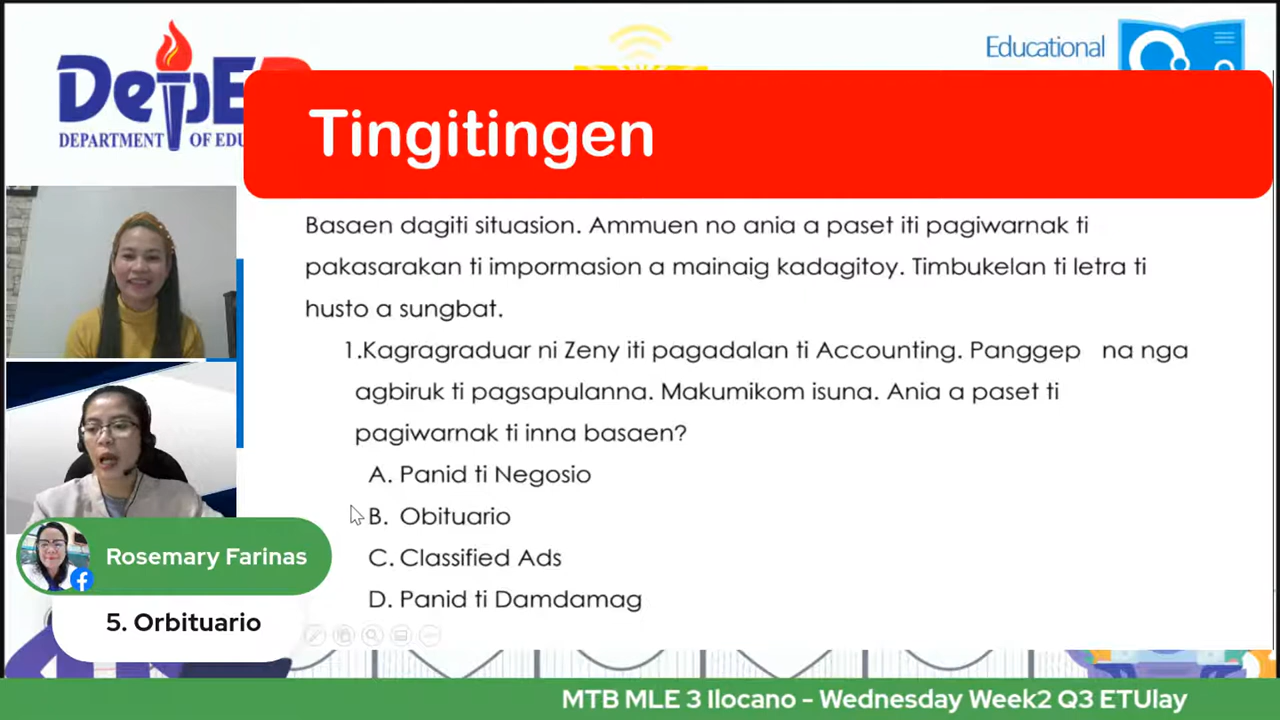 DepED
DEPARTMENT OF EDU
Educational
Tingitingen
Basaen dagiti situasion. Ammuen no ania a paset iti pagiwarnak ti
pakasarakan ti impormasion a mainaig kadagitoy. Timbukelan ti letra ti
husto a sungbat.
1.Kagragraduar ni Zeny iti pagadalan ti Accounting. Panggep na nga
agbiruk ti pagsapulanna. Makumikom isuna. Ania a paset ti
pagiwarnak ti inna basaen?
A. Panid ti Negosio
B. Obituario
C. Classified Ads
D. Panid ti Damdamag
Rosemary Farinas
5. Orbituario
MTB MLE 3 Ilocano - Wednesday Week2 Q3 ETUlay